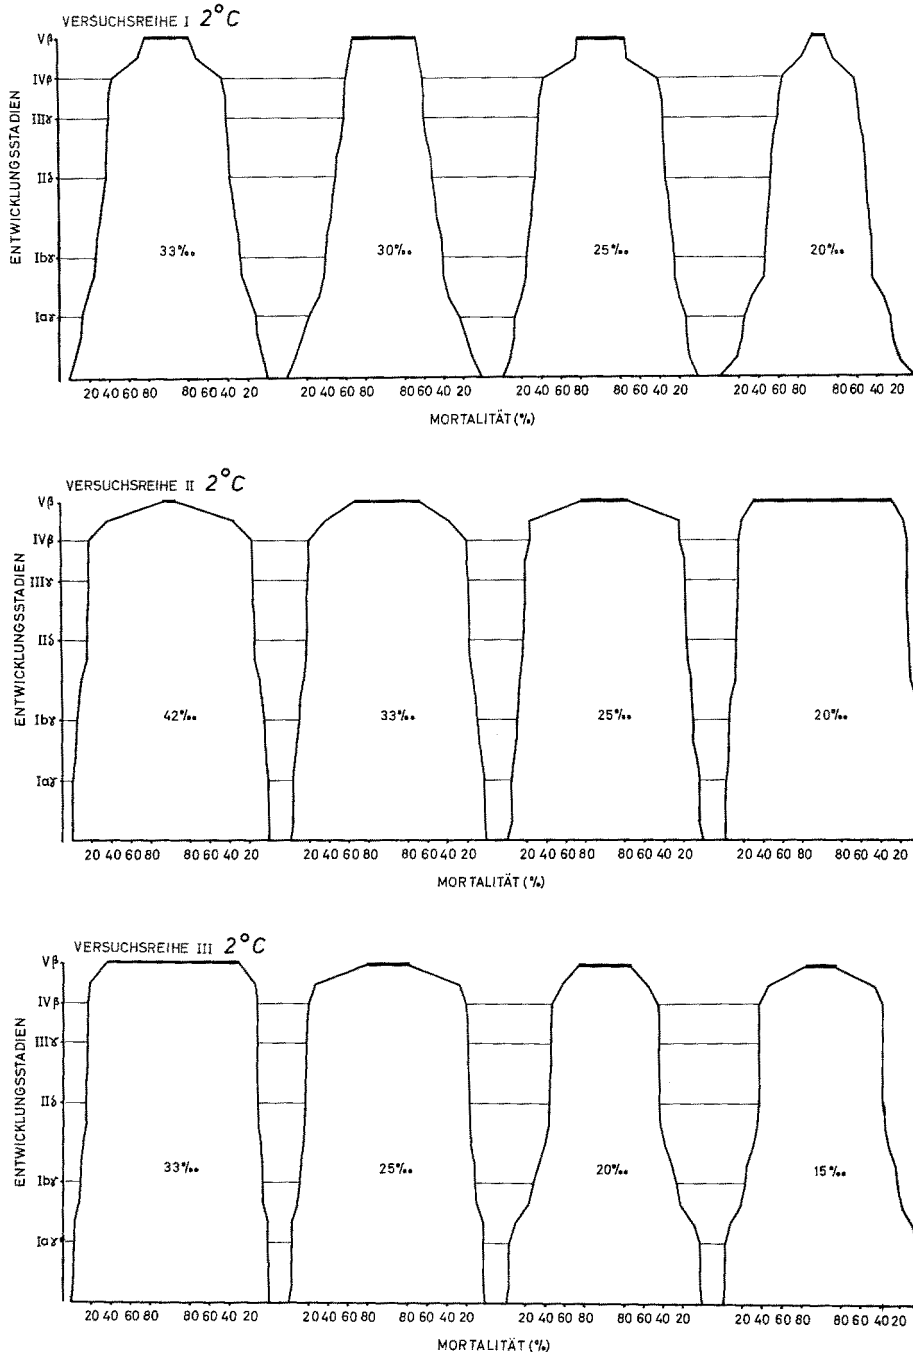 VERSUCHSREIHE I 2°C
ENTWICKLUNGSSTADIEN
Vβ
IVβ
IIIγ
IIδ
Ibγ
Iaγ
33‰
30‰
25‰
20‰
20 40 60 80 80 60 40 20 20 40 60 80 80 60 40 20 20 40 60 80 80 60 40 20 20 40 60 80 80 60 40 20
MORTALITÄT (%)
VERSUCHSREIHE II 2°C
ENTWICKLUNGSSTADIEN
Vβ
IVβ
IIIγ
IIδ
Ibγ
Iaγ
42‰
33‰
25‰
20‰
20 40 60 80 80 60 40 20 20 40 60 80 80 60 40 20 20 40 60 80 80 60 40 20 20 40 60 80 80 60 40 20
MORTALITÄT (%)
VERSUCHSREIHE III 2°C
ENTWICKLUNGSSTADIEN
Vβ
IVβ
IIIγ
IIδ
Ibγ
Iaγ
33‰
25‰
20‰
15‰
20 40 60 80 80 60 40 20 20 40 60 80 80 60 40 20 20 40 60 80 80 60 40 20 20 40 60 80 80 60 40 20
MORTALITÄT (%)